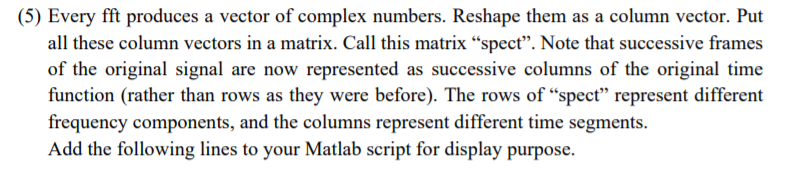 (5) Every fft produces a vector of complex numbers. Reshape them as a column vector. Put
all these column vectors in a matrix. Call this matrix “spect”. Note that successive frames
of the original signal are now represented as successive columns of the original time
function (rather than rows as they were before). The rows of “spect” represent different
frequency components, and the columns represent different time segments.
Add the following lines to your Matlab script for display purpose.